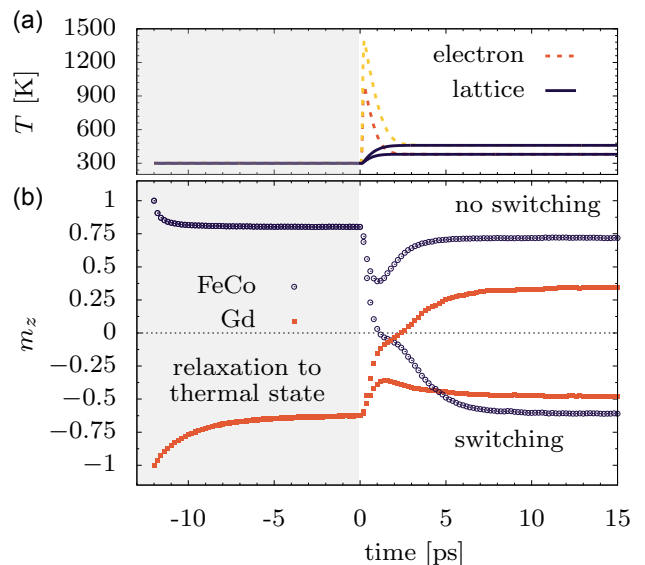 (a)
1500
1200
900
600
300
T [K]
electron
lattice
(b)
1
0.75
0.5
0.25
0
−0.25
−0.5
−0.75
−1
m_z
no switching
FeCo
Gd
relaxation to
thermal state
switching
-10 -5 0 5 10 15
time [ps]